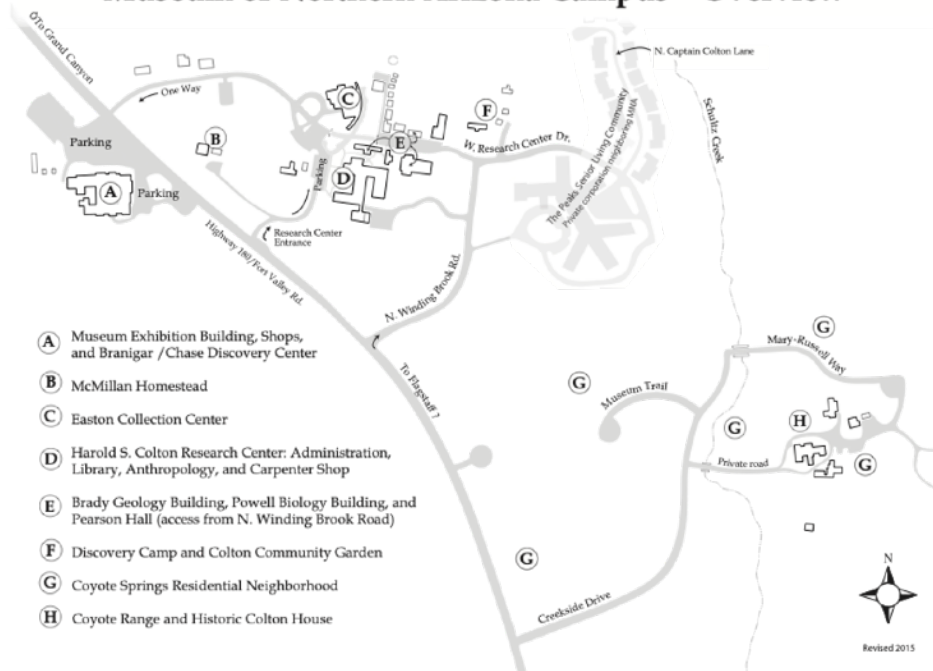 Museum of Northern Arizona Campus – Overview
ÔTo Grand Canyon
One Way
N. Captain Colton Lane
Schultz Creek
C
F
B
E
Parking
W. Research Center Dr.
Parking
D
A
Parking
The Peaks Senior Living Community
Private corporation neighboring MNA
Research Center
Entrance
Highway 180/Fort Valley Rd.
N. Winding Brook Rd.
To Flagstaff ?
A Museum Exhibition Building, Shops,
and Branigar /Chase Discovery Center
B McMillan Homestead
C Easton Collection Center
D Harold S. Colton Research Center: Administration,
Library, Anthropology, and Carpenter Shop
E Brady Geology Building, Powell Biology Building, and
Pearson Hall (access from N. Winding Brook Road)
F Discovery Camp and Colton Community Garden
G Coyote Springs Residential Neighborhood
H Coyote Range and Historic Colton House
G
Mary-Russell Way
G
Museum Trail
G
H
Private road
G
G
Creekside Drive
N
Revised 2015